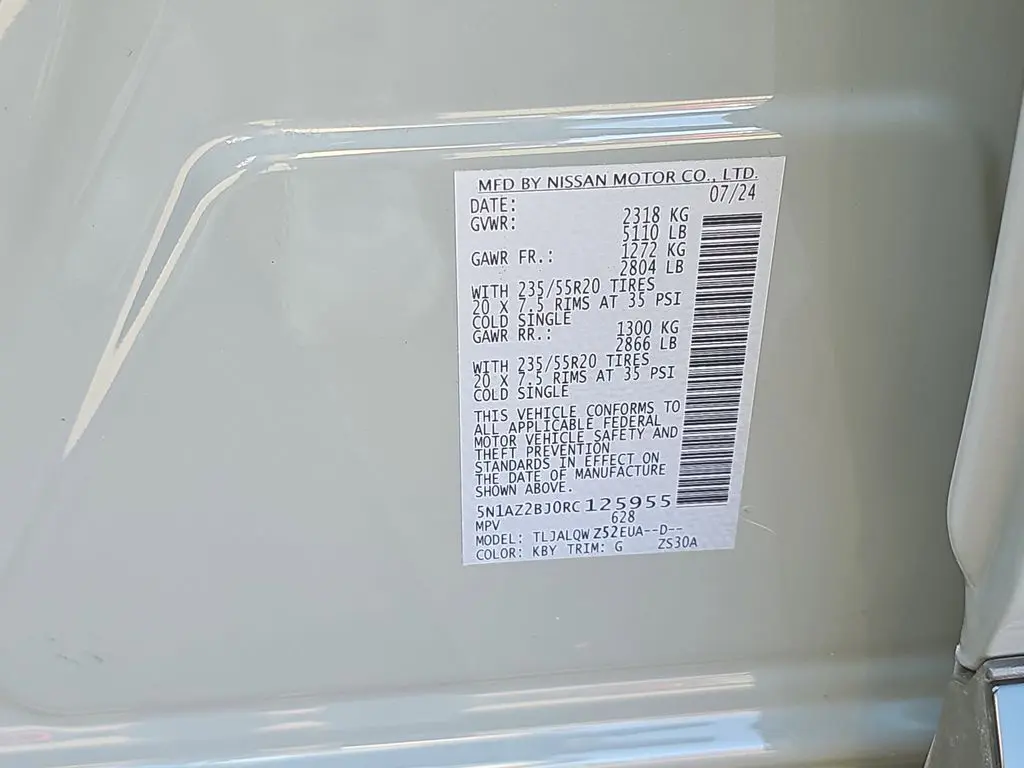 MFD BY NISSAN MOTOR CO., LTD.
DATE: 07/24
GVWR: 2318 KG
5110 LB
GAWR FR.: 1272 KG
2804 LB
WITH 235/55R20 TIRES
20 X 7.5 RIMS AT 35 PSI
COLD SINGLE
GAWR RR.: 1300 KG
2866 LB
WITH 235/55R20 TIRES
20 X 7.5 RIMS AT 35 PSI
COLD SINGLE
THIS VEHICLE CONFORMS TO
ALL APPLICABLE FEDERAL
MOTOR VEHICLE SAFETY AND
THEFT PREVENTION
STANDARDS IN EFFECT ON
THE DATE OF MANUFACTURE
SHOWN ABOVE.
5N1AZ2BJ0RC125955
MPV 628
MODEL: TLJALQW Z52EUA--D--
COLOR: KBY TRIM: G ZS30A